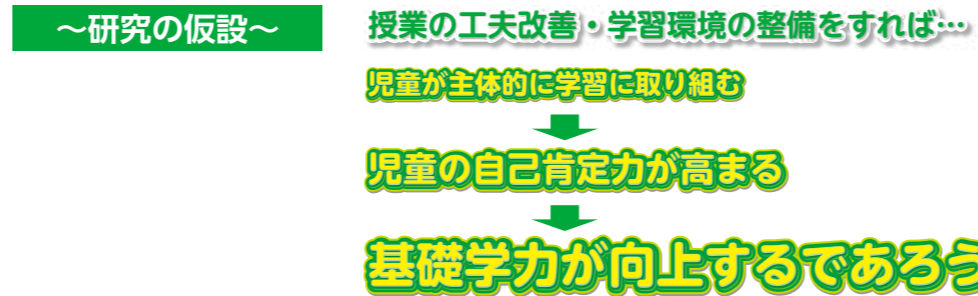 ～研究の仮設～
授業の工夫改善・学習環境の整備をすれば…
児童が主体的に学習に取り組む
児童の自己肯定力が高まる
基礎学力が向上するであろう